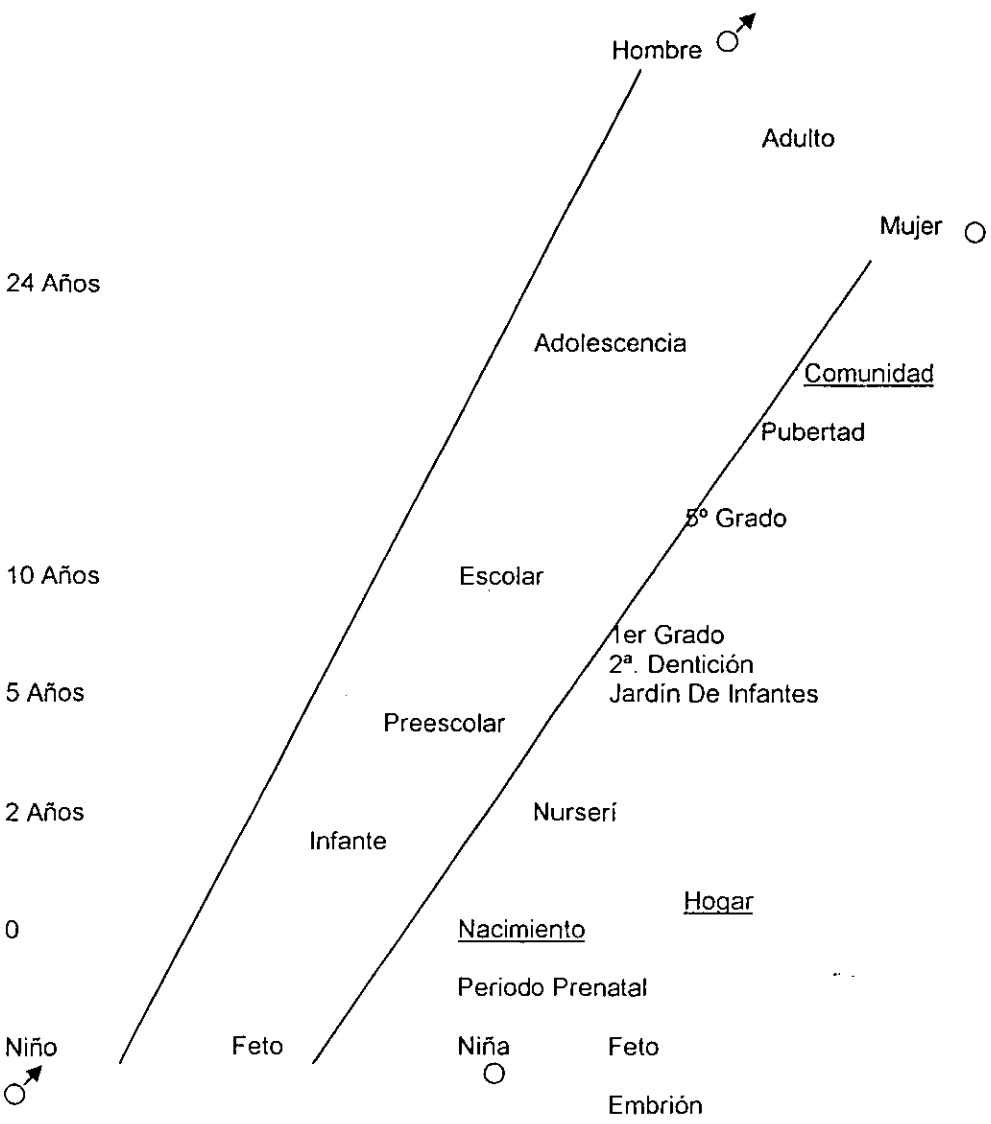 Hombre
Adulto
Mujer
24 Años
Adolescencia
Comunidad
Pubertad
5º Grado
10 Años
Escolar
1er Grado
2ª. Dentición
5 Años
Jardín De Infantes
Preescolar
2 Años
Nurserí
Infante
Hogar
0
Nacimiento
Periodo Prenatal
Niño
Feto
Niña
Feto
Embrión